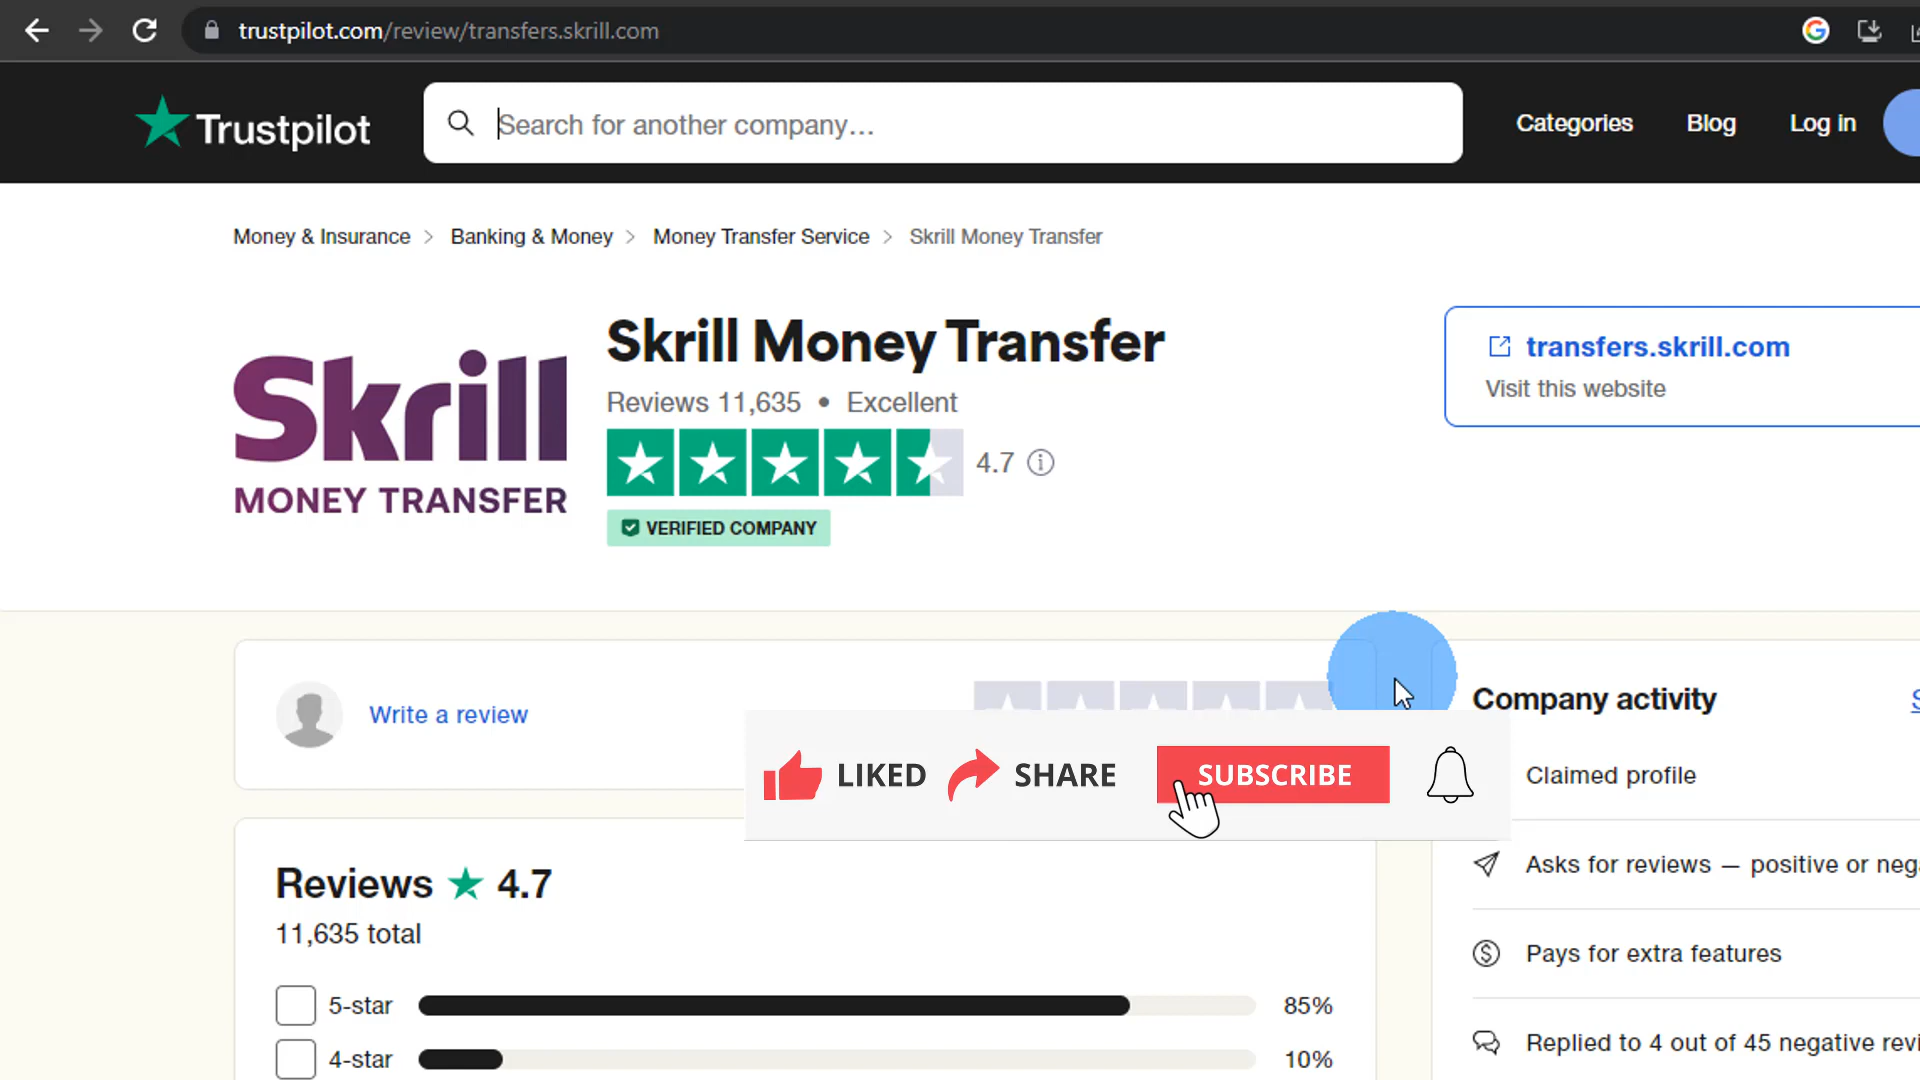 trustpilot.com/review/transfers.skrill.com
Trustpilot
Search for another company...
Categories
Blog
Log in
Money & Insurance > Banking & Money > Money Transfer Service > Skrill Money Transfer
Skrill
MONEY TRANSFER
Skrill Money Transfer
Reviews 11,635 • Excellent
4.7
VERIFIED COMPANY
transfers.skrill.com
Visit this website
Write a review
LIKED
SHARE
SUBSCRIBE
Company activity
Claimed profile
Asks for reviews — positive or nega
Pays for extra features
Replied to 4 out of 45 negative revi
Reviews ★ 4.7
11,635 total
5-star 85%
4-star 10%